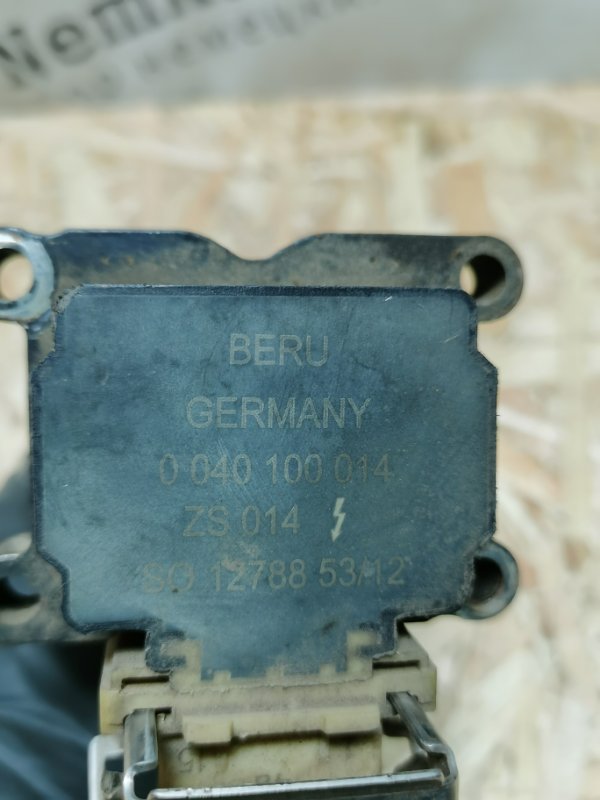 BERU
GERMANY
0 040 100 014
ZS 014
SO 12788 53/12